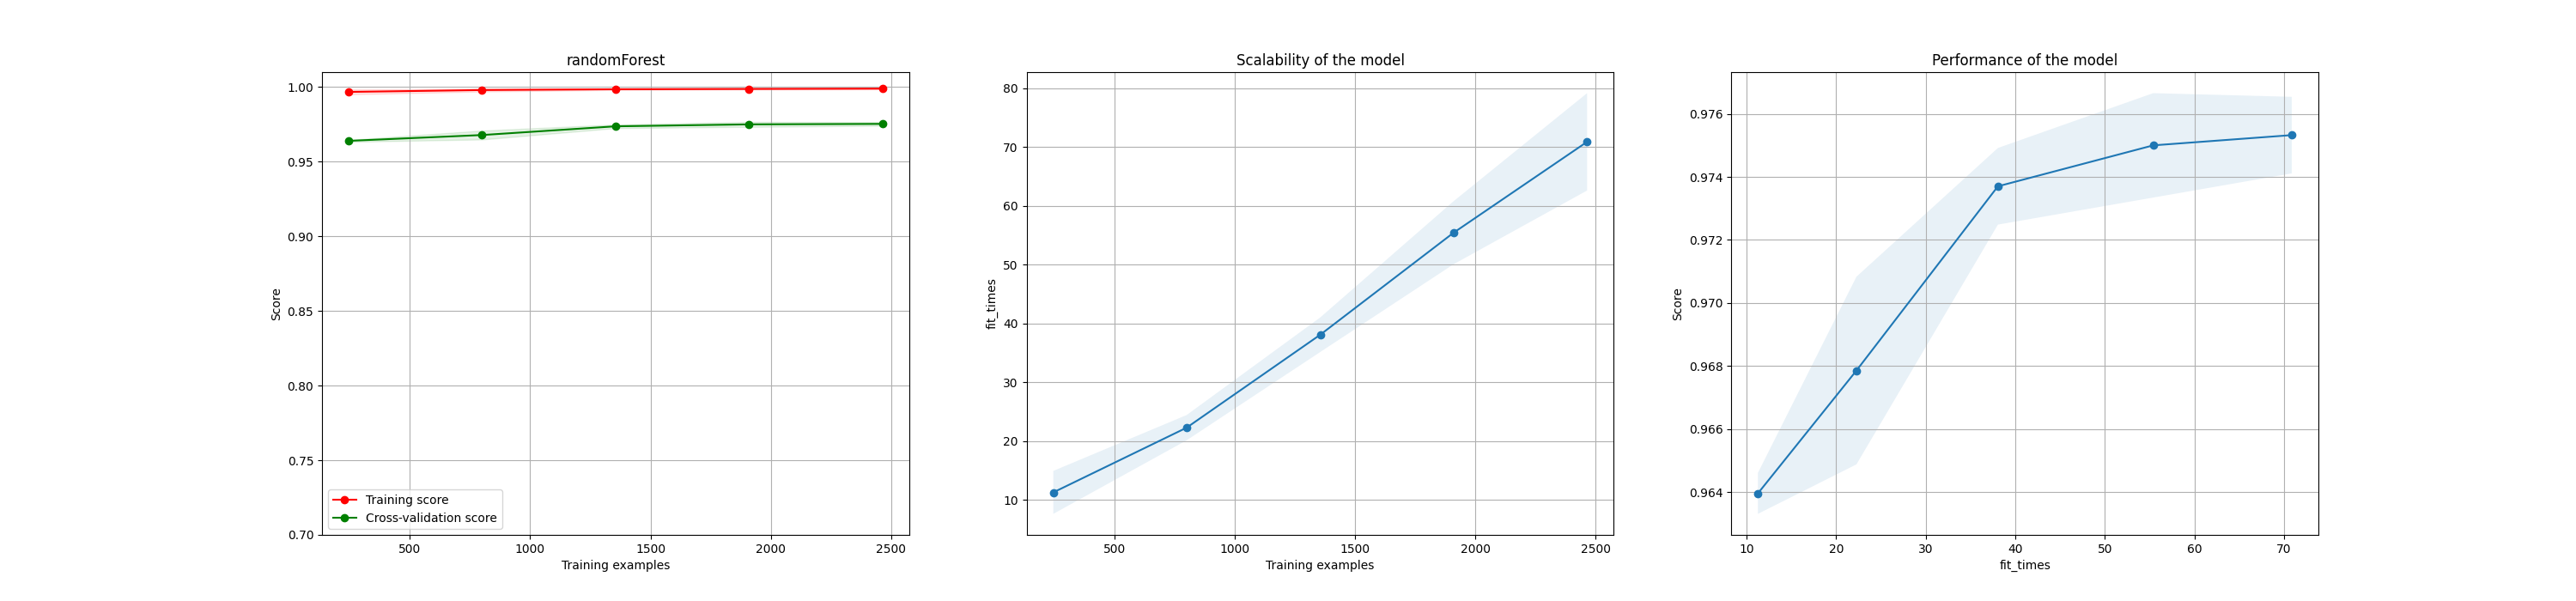 randomForest
1.00
0.95
0.90
0.85
0.80
0.75
0.70
Score
Training score
Cross-validation score
500 1000 1500 2000 2500
Training examples
Scalability of the model
80
70
60
50
40
30
20
10
fit_times
500 1000 1500 2000 2500
Training examples
Performance of the model
0.976
0.974
0.972
0.970
0.968
0.966
0.964
Score
10 20 30 40 50 60 70
fit_times